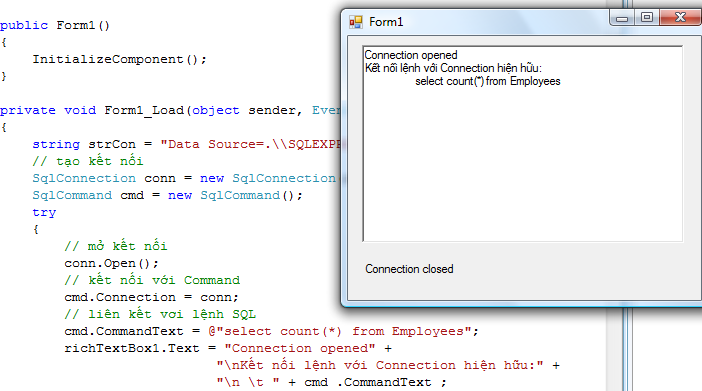 public Form1()
{
InitializeComponent();
}
private void Form1_Load(object sender,
{
string strCon = "Data Source=.\\
// tạo kết nối
SqlConnection conn = new SqlConnection
SqlCommand cmd = new SqlCommand();
try
{
// mở kết nối
conn.Open();
// kết nối với Command
cmd.Connection = conn;
// liên kết vơi lệnh SQL
cmd.CommandText = @"select count(*) from Employees";
richTextBox1.Text = "Connection opened" +
"\nKết nối lệnh với Connection hiện hữu:" +
"\n \t " + cmd .CommandText ;
Form1
Connection opened
Kết nối lệnh với Connection hiện hữu:
select count(*) from Employees
Connection closed